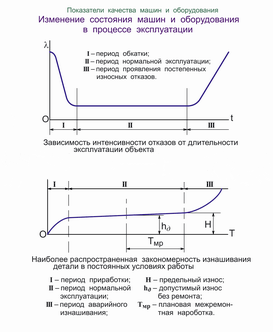 Показатели качества машин и оборудования
Изменение состояния машин и оборудования
в процессе эксплуатации
λ
I – период обкатки;
II – период нормальной эксплуатации;
III – период проявления постепенных
износных отказов.
O
I
II
III
t
Зависимость интенсивности отказов от длительности
эксплуатации объекта
I
II
III
h∂
H
O
T
Tмр
Наиболее распространенная закономерность изнашивания
детали в постоянных условиях работы
I – период приработки;
II – период нормальной
эксплуатации;
III – период аварийного
изнашивания;
H – предельный износ;
h∂ – допустимый износ
без ремонта;
Tмр – плановая межремон-
тная наработка.